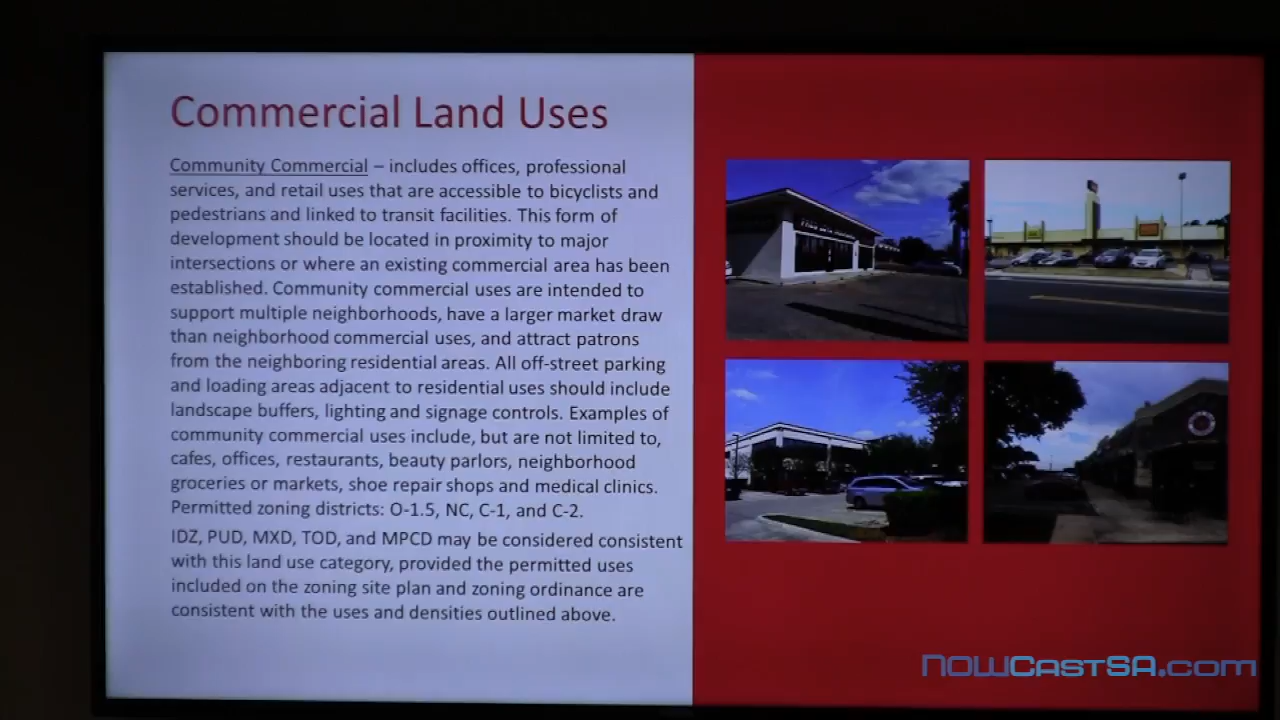 Commercial Land Uses
Community Commercial – includes offices, professional
services, and retail uses that are accessible to bicyclists and
pedestrians and linked to transit facilities. This form of
development should be located in proximity to major
intersections or where an existing commercial area has been
established. Community commercial uses are intended to
support multiple neighborhoods, have a larger market draw
than neighborhood commercial uses, and attract patrons
from the neighboring residential areas. All off-street parking
and loading areas adjacent to residential uses should include
landscape buffers, lighting and signage controls. Examples of
community commercial uses include, but are not limited to,
cafes, offices, restaurants, beauty parlors, neighborhood
groceries or markets, shoe repair shops and medical clinics.
Permitted zoning districts: O-1.5, NC, C-1, and C-2.
IDZ, PUD, MXD, TOD, and MPCD may be considered consistent
with this land use category, provided the permitted uses
included on the zoning site plan and zoning ordinance are
consistent with the uses and densities outlined above.
NOWCastSA.com